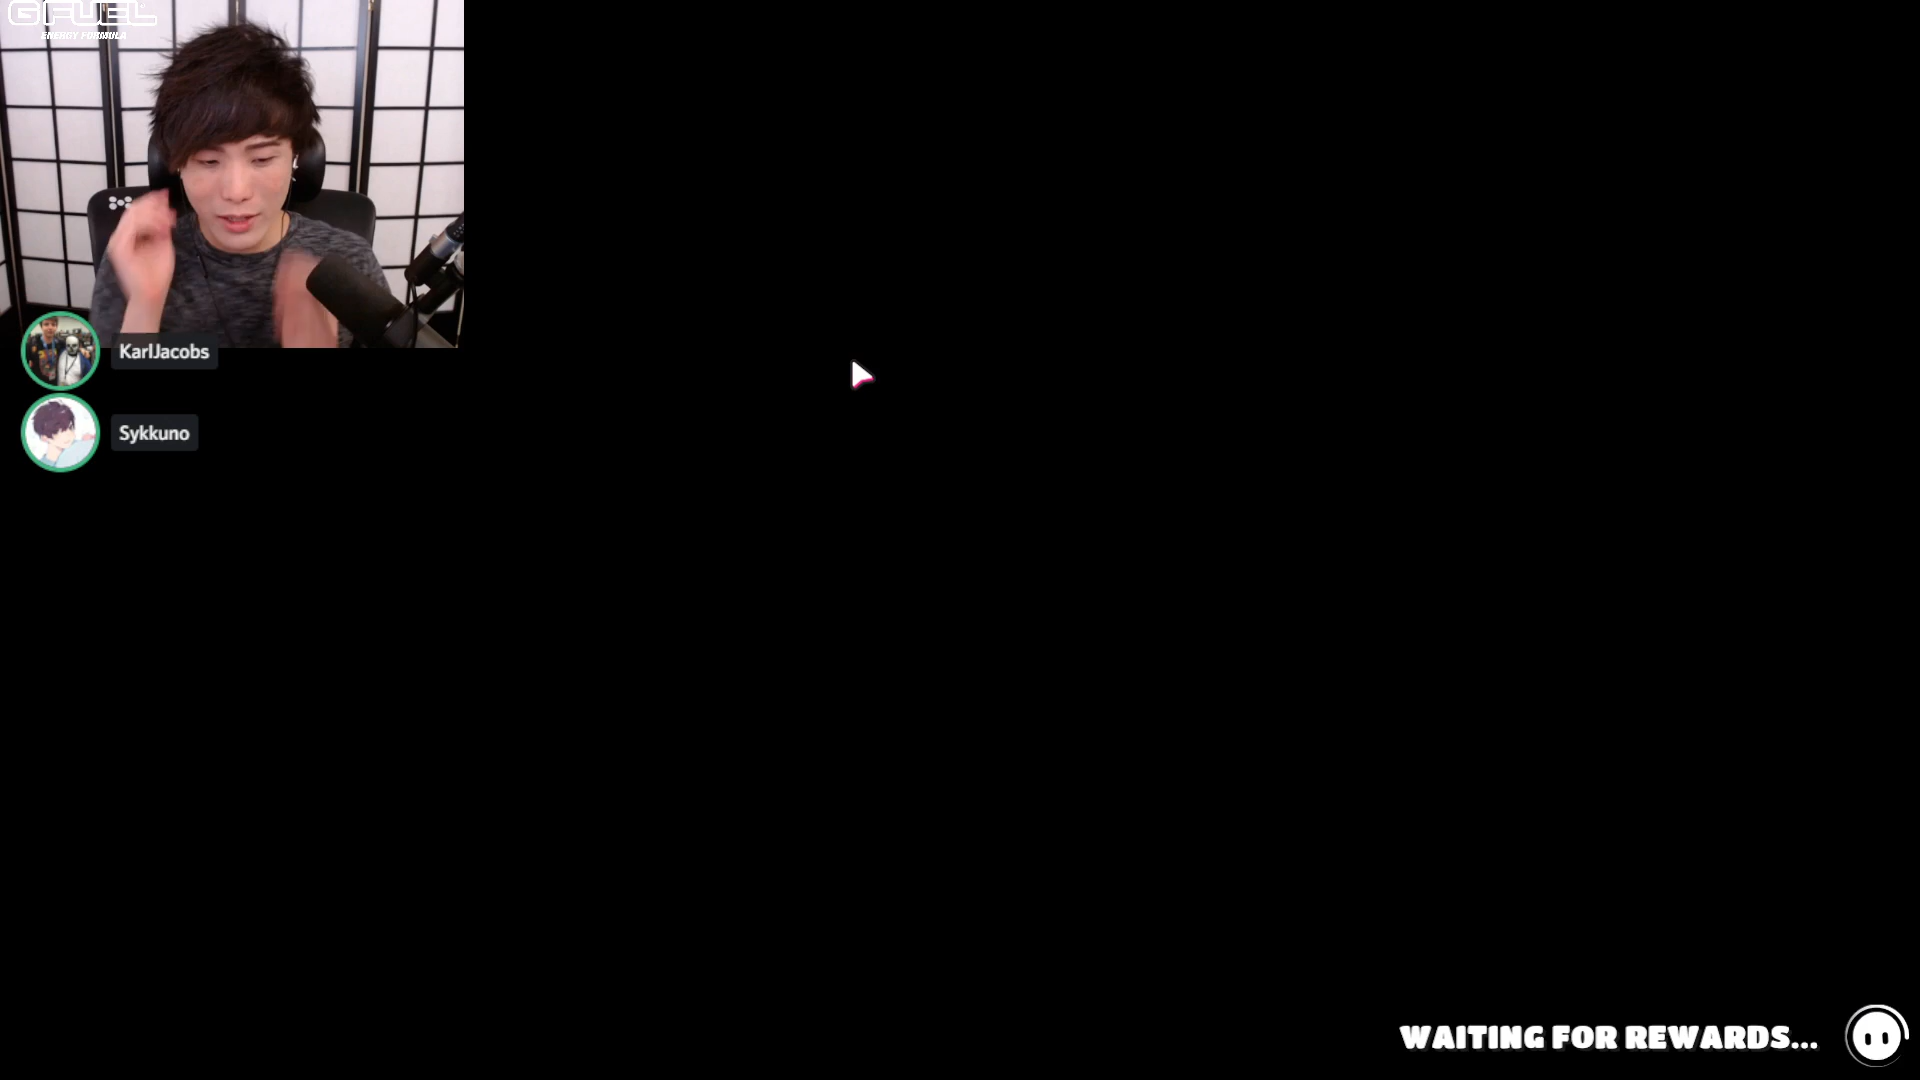 GFUEL
ENERGY FORMULA
KarlJacobs
Sykkuno
WAITING FOR REWARDS...